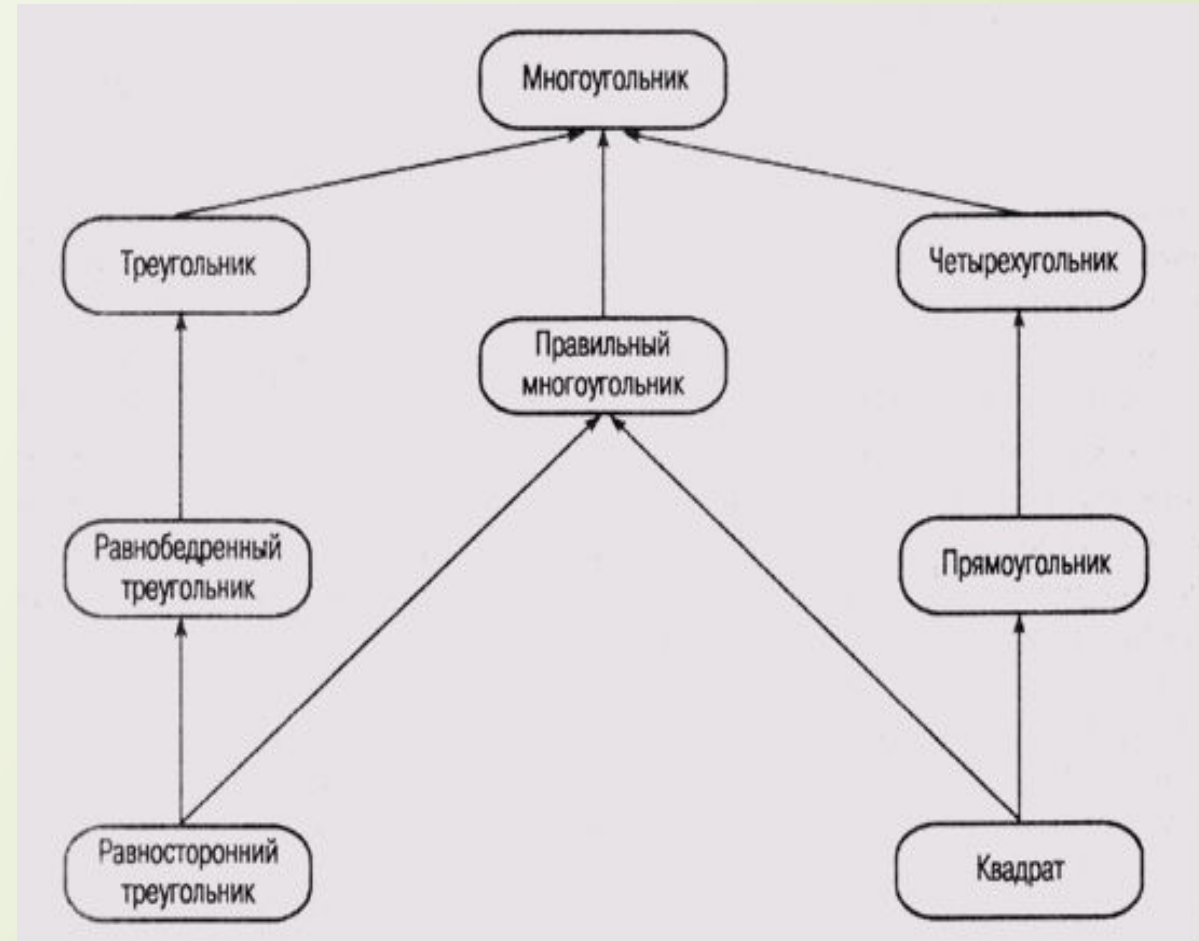 Многоугольник
Треугольник
Четырехугольник
Правильный
многоугольник
Равнобедренный
треугольник
Прямоугольник
Равносторонний
треугольник
Квадрат